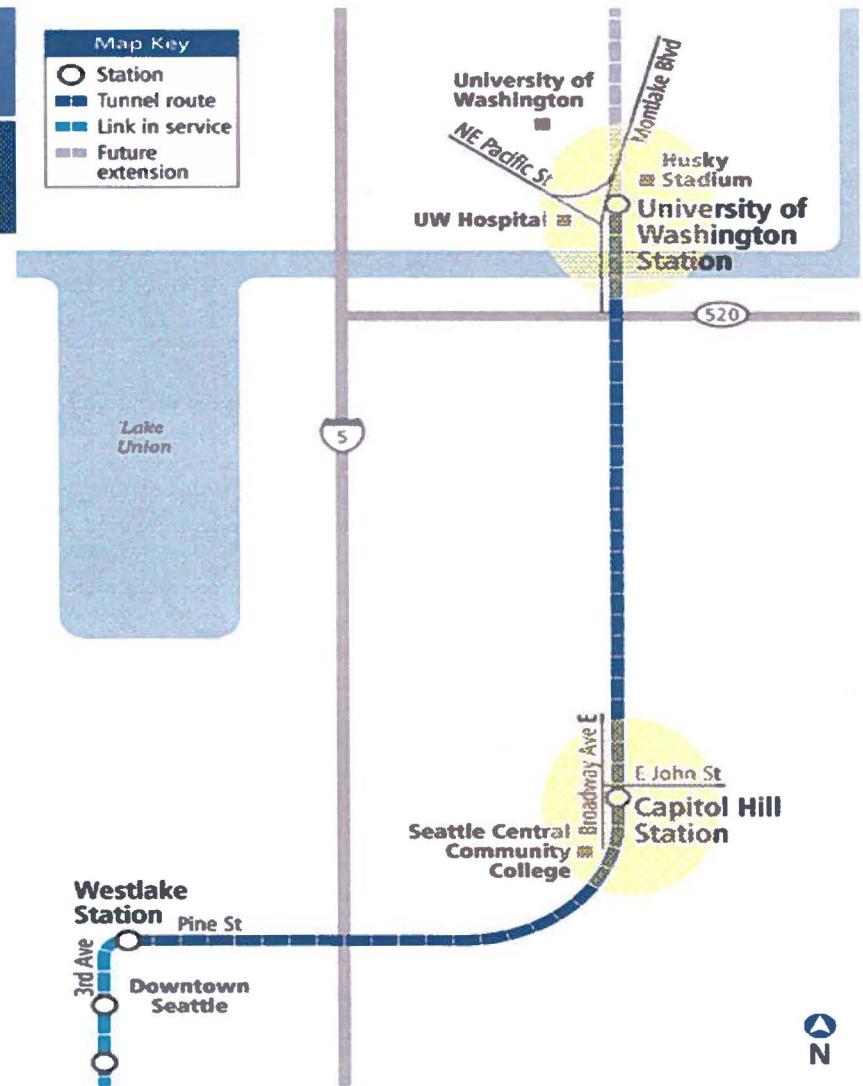 Map Key
Station
Tunnel route
Link in service
Future
extension
University of
Washington
Montlake Blvd
NE Pacific St
Husky
Stadium
UW Hospital
University of
Washington
Station
520
Lake
Union
5
Broadway Ave E
E John St
Capitol Hill
Station
Seattle Central
Community
College
Westlake
Station
Pine St
3rd Ave
Downtown
Seattle
N